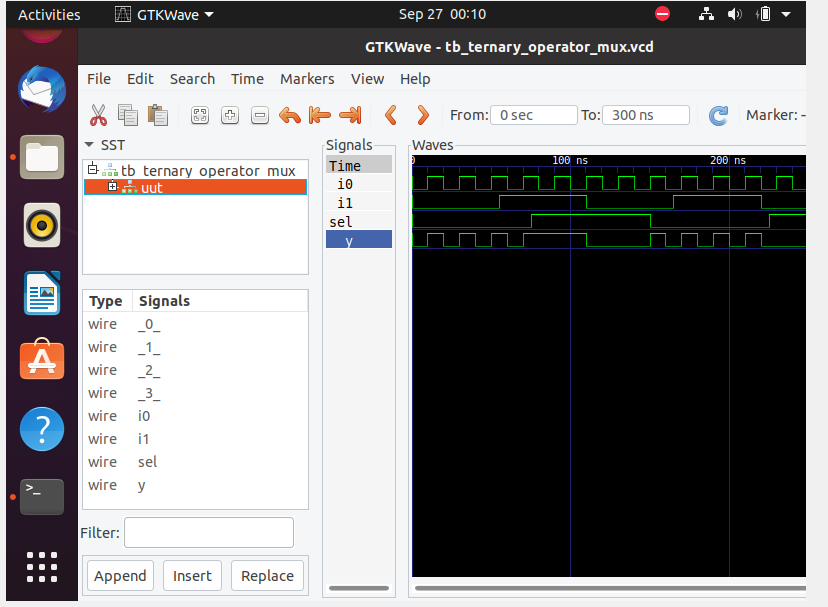 Activities GTKWave Sep 27 00:10
GTKWave - tb_ternary_operator_mux.vcd
File Edit Search Time Markers View Help
From: 0 sec To: 300 ns Marker: -
SST
tb_ternary_operator_mux
uut
Type Signals
wire _0_
wire _1_
wire _2_
wire _3_
wire i0
wire i1
wire sel
wire y
Filter:
Append Insert Replace
Signals
Time
i0
i1
sel
y
Waves
0 100 ns 200 ns